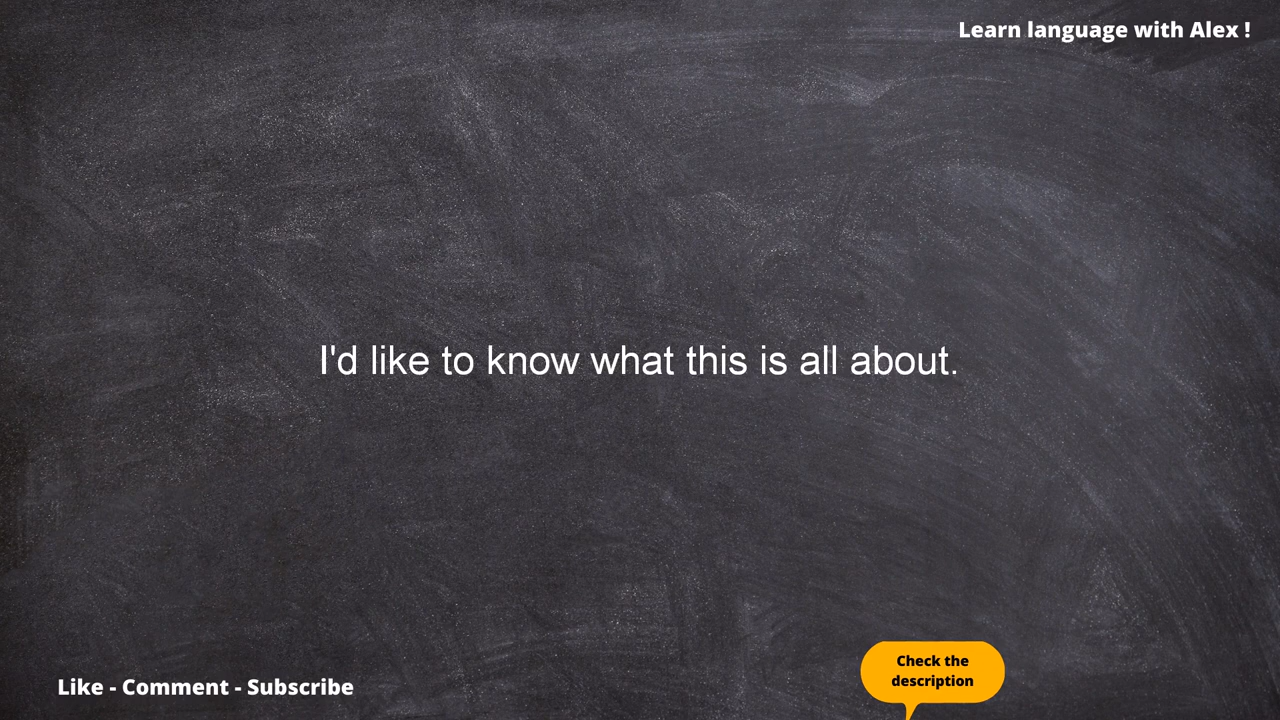 Learn language with Alex !
I'd like to know what this is all about.
Check the
description
Like - Comment - Subscribe